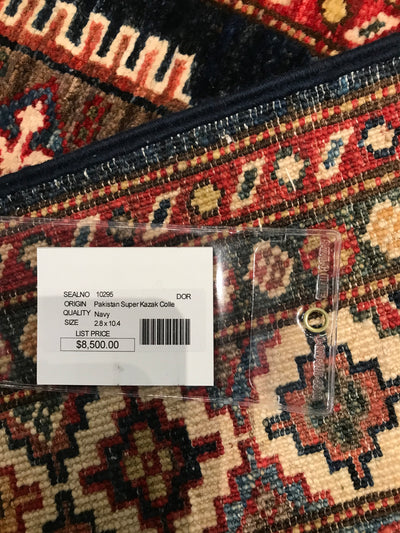 SEALNO 10295 DOR
ORIGIN Pakistan Super Kazak Colle
QUALITY Navy
SIZE 2.8 x 10.4
LIST PRICE
$8,500.00